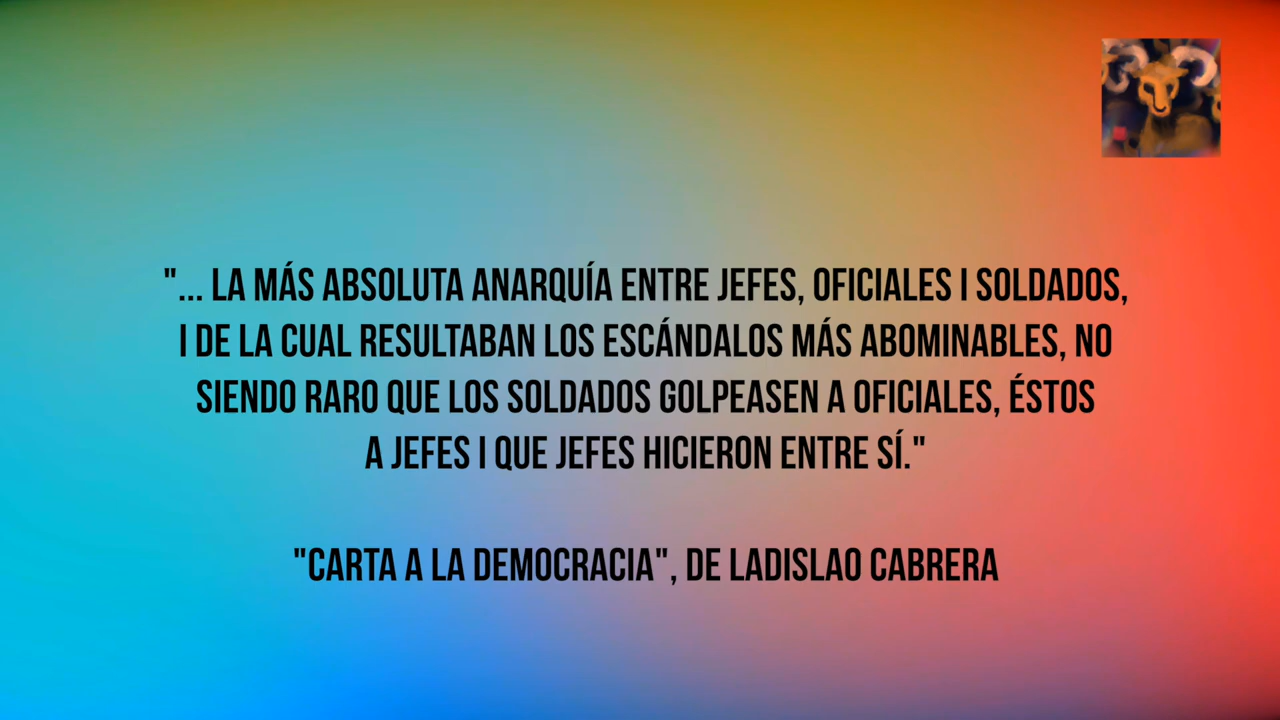 "... LA MÁS ABSOLUTA ANARQUÍA ENTRE JEFES, OFICIALES I SOLDADOS,
I DE LA CUAL RESULTABAN LOS ESCÁNDALOS MÁS ABOMINABLES, NO
SIENDO RARO QUE LOS SOLDADOS GOLPEASEN A OFICIALES, ÉSTOS
A JEFES I QUE JEFES HICIERON ENTRE SÍ."
"CARTA A LA DEMOCRACIA", DE LADISLAO CABRERA